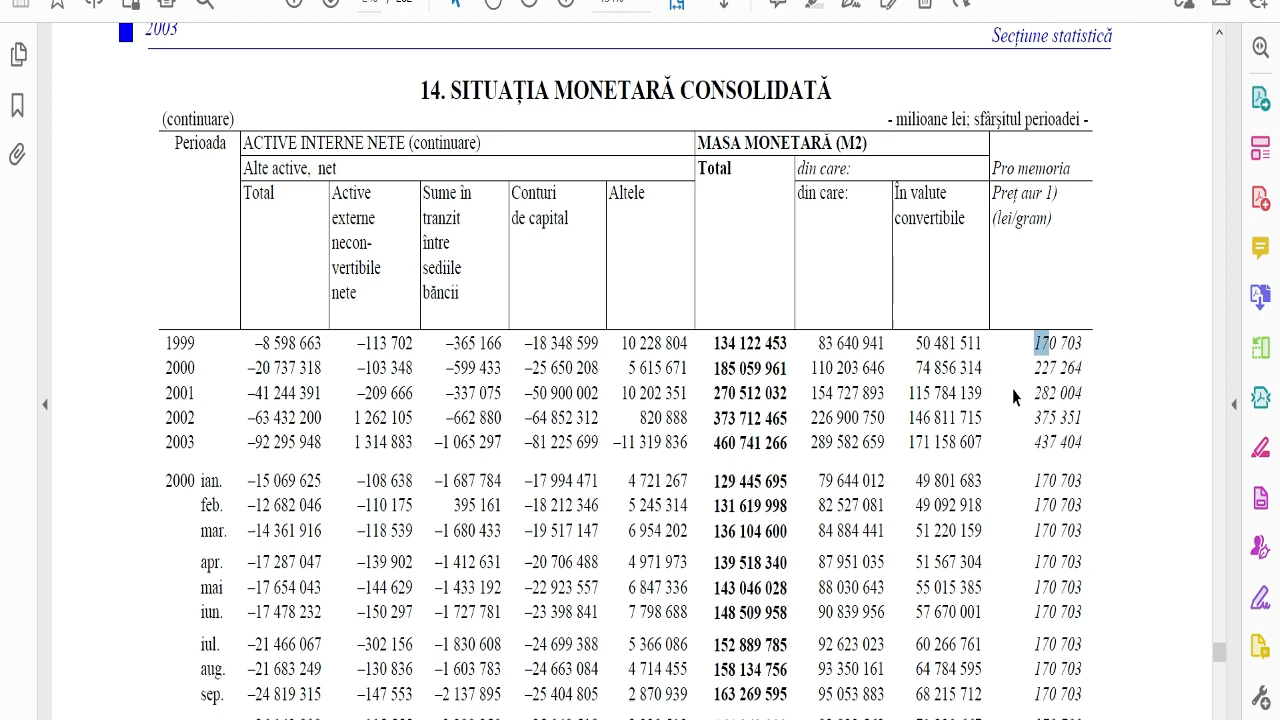 2003 Secțiune statistică
14. SITUAȚIA MONETARĂ CONSOLIDATĂ
(continuare) - milioane lei; sfârșitul perioadei -
Perioada ACTIVE INTERNE NETE (continuare) MASA MONETARĂ (M2)
Alte active, net Total din care: Pro memoria
Total Active Sume în Conturi Altele din care: În valute Preț aur 1)
externe tranzit de capital convertibile (lei/gram)
necon- între
vertibile sediile
nete băncii
1999 –8 598 663 –113 702 –365 166 –18 348 599 10 228 804 134 122 453 83 640 941 50 481 511 170 703
2000 –20 737 318 –103 348 –599 433 –25 650 208 5 615 671 185 059 961 110 203 646 74 856 314 227 264
2001 –41 244 391 –209 666 –337 075 –50 900 002 10 202 351 270 512 032 154 727 893 115 784 139 282 004
2002 –63 432 200 1 262 105 –662 880 –64 852 312 820 888 373 712 465 226 900 750 146 811 715 375 351
2003 –92 295 948 1 314 883 –1 065 297 –81 225 699 –11 319 836 460 741 266 289 582 659 171 158 607 437 404
2000 ian. –15 069 625 –108 638 –1 687 784 –17 994 471 4 721 267 129 445 695 79 644 012 49 801 683 170 703
feb. –12 682 046 –110 175 395 161 –18 212 346 5 245 314 131 619 998 82 527 081 49 092 918 170 703
mar. –14 361 916 –118 539 –1 680 433 –19 517 147 6 954 202 136 104 600 84 884 441 51 220 159 170 703
apr. –17 287 047 –139 902 –1 412 631 –20 706 488 4 971 973 139 518 340 87 951 035 51 567 304 170 703
mai –17 654 043 –144 629 –1 433 192 –22 923 557 6 847 336 143 046 028 88 030 643 55 015 385 170 703
iun. –17 478 232 –150 297 –1 727 781 –23 398 841 7 798 688 148 509 958 90 839 956 57 670 001 170 703
iul. –21 466 067 –302 156 –1 830 608 –24 699 388 5 366 086 152 889 785 92 623 023 60 266 761 170 703
aug. –21 683 249 –130 836 –1 603 783 –24 663 084 4 714 455 158 134 756 93 350 161 64 784 595 170 703
sep. –24 819 315 –147 553 –2 137 895 –25 404 805 2 870 939 163 269 595 95 053 883 68 215 712 170 703